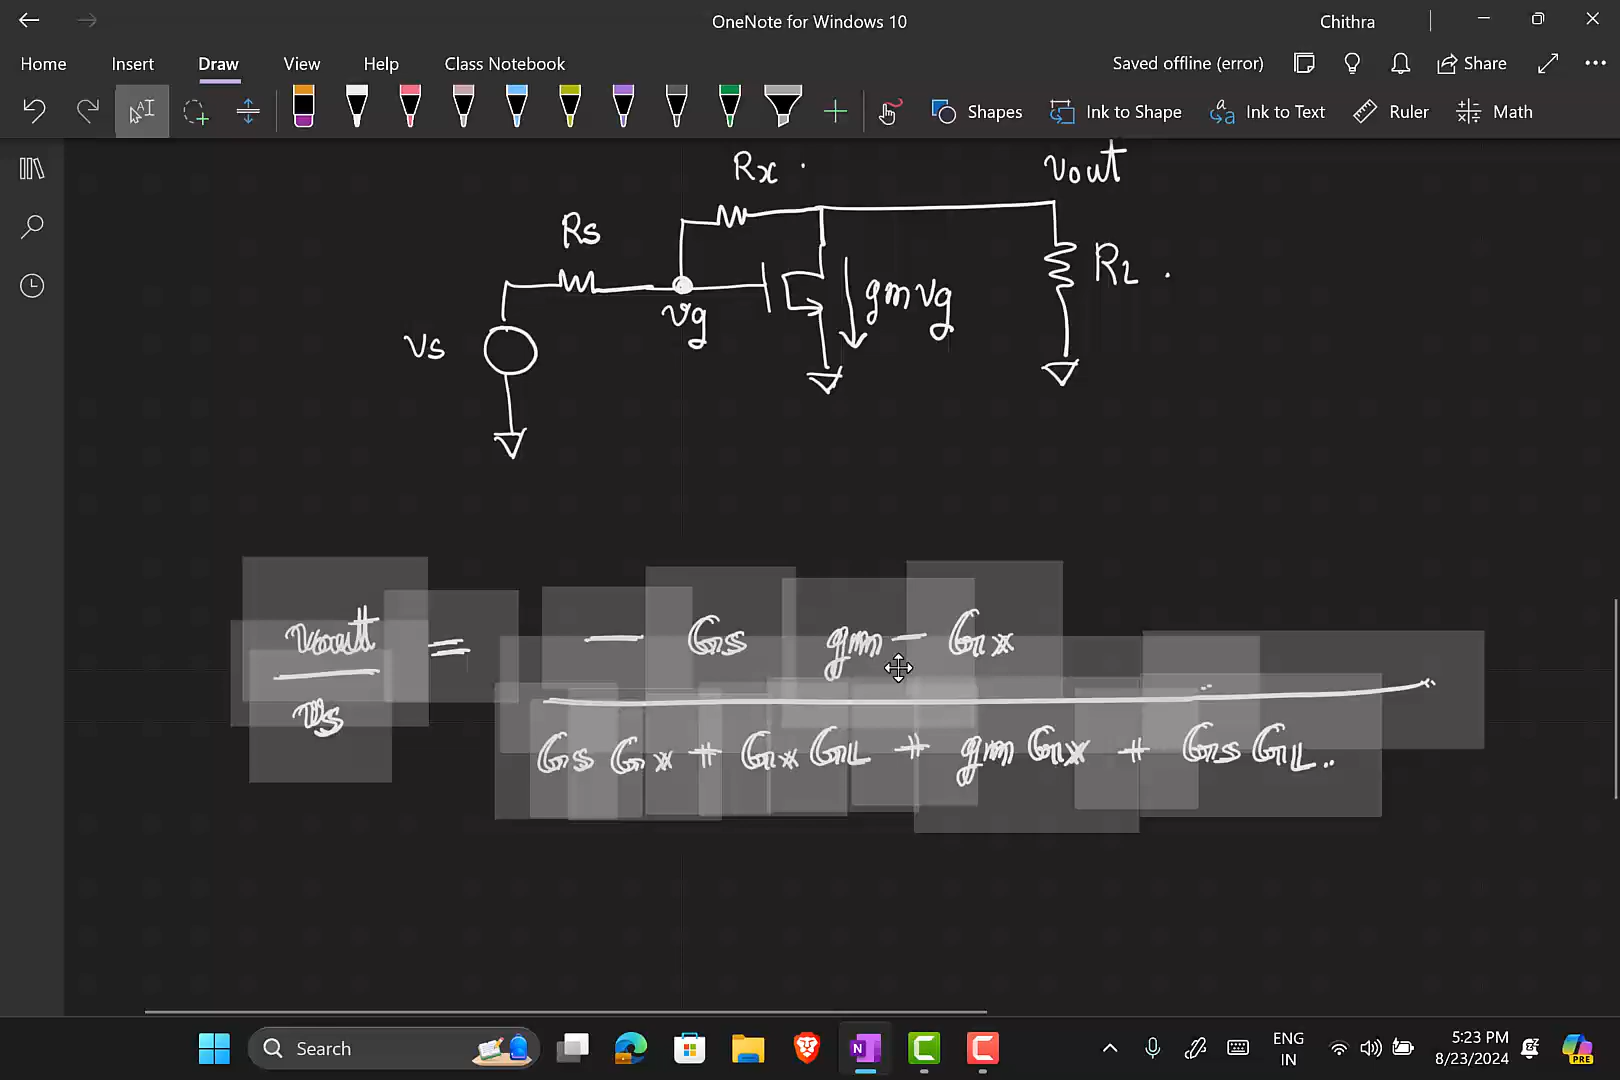 OneNote for Windows 10
Chithra
Home Insert Draw View Help Class Notebook
Saved offline (error) Share
Shapes Ink to Shape Ink to Text Ruler Math
Rx .
vout
Rs
RL .
gm vg
vg
vs
vout / vs = - Gs gm - Gx / Gs Gx + Gx GL + gm Gx + Gs GL..
Search
ENG
IN
5:23 PM
8/23/2024
PRE